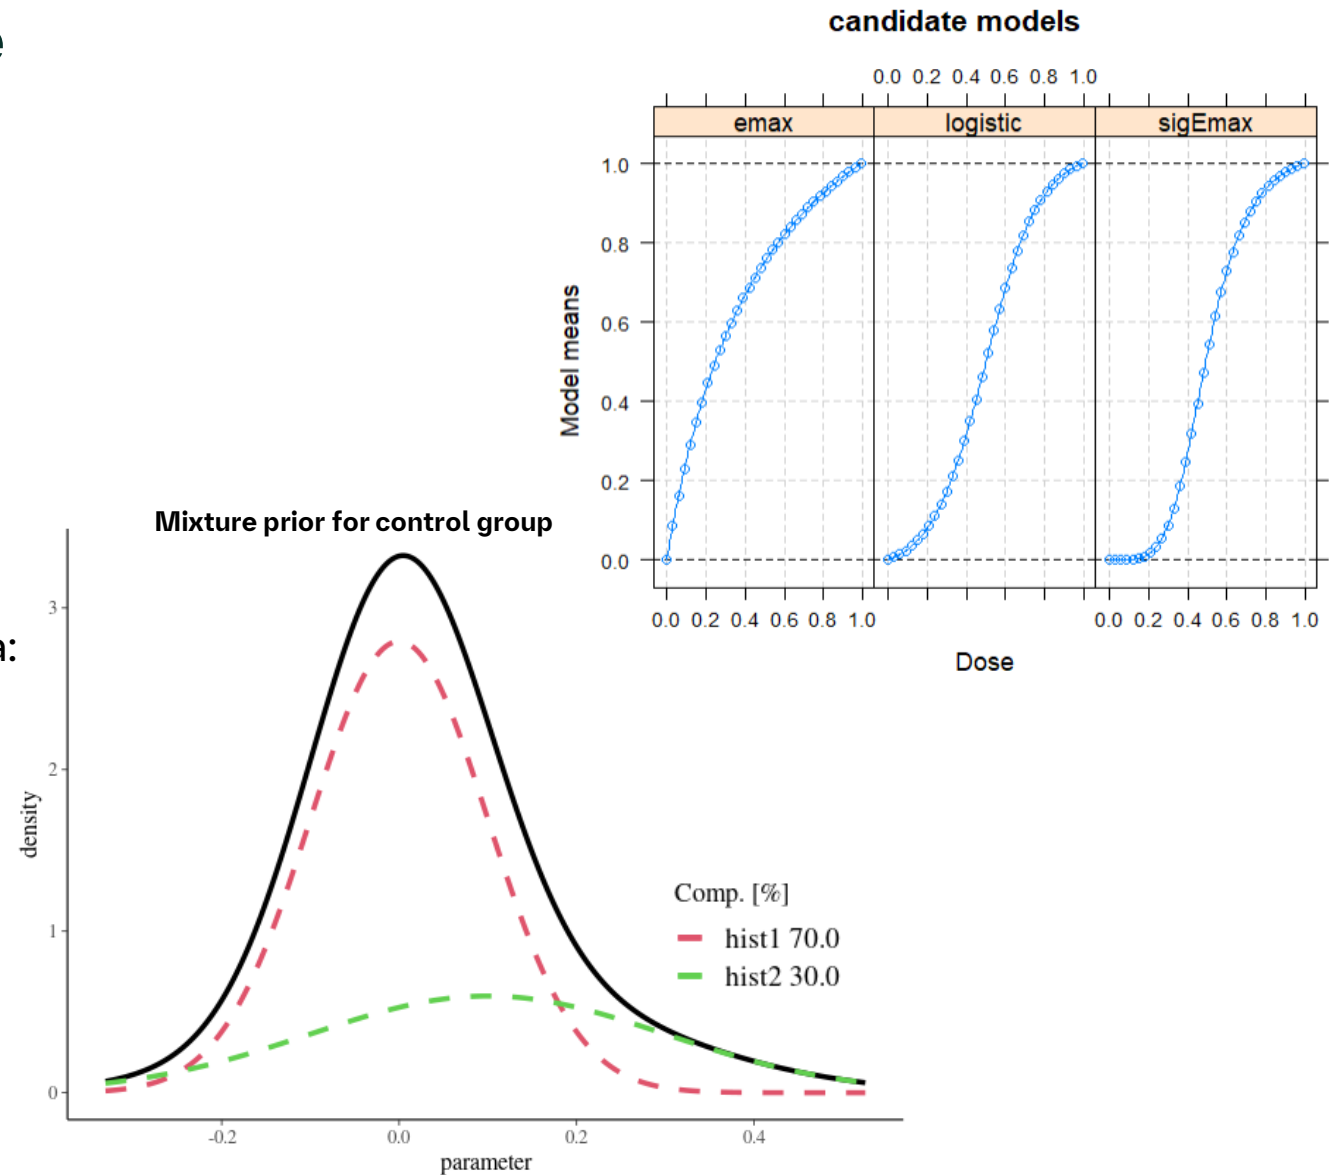 e
candidate models
0.0 0.2 0.4 0.6 0.8 1.0
emax logistic sigEmax
1.0
0.8
0.6
0.4
0.2
0.0
Model means
0.0 0.2 0.4 0.6 0.8 1.0 0.0 0.2 0.4 0.6 0.8 1.0
Dose
a:
Mixture prior for control group
3
2
1
0
density
Comp. [%]
hist1 70.0
hist2 30.0
-0.2 0.0 0.2 0.4
parameter